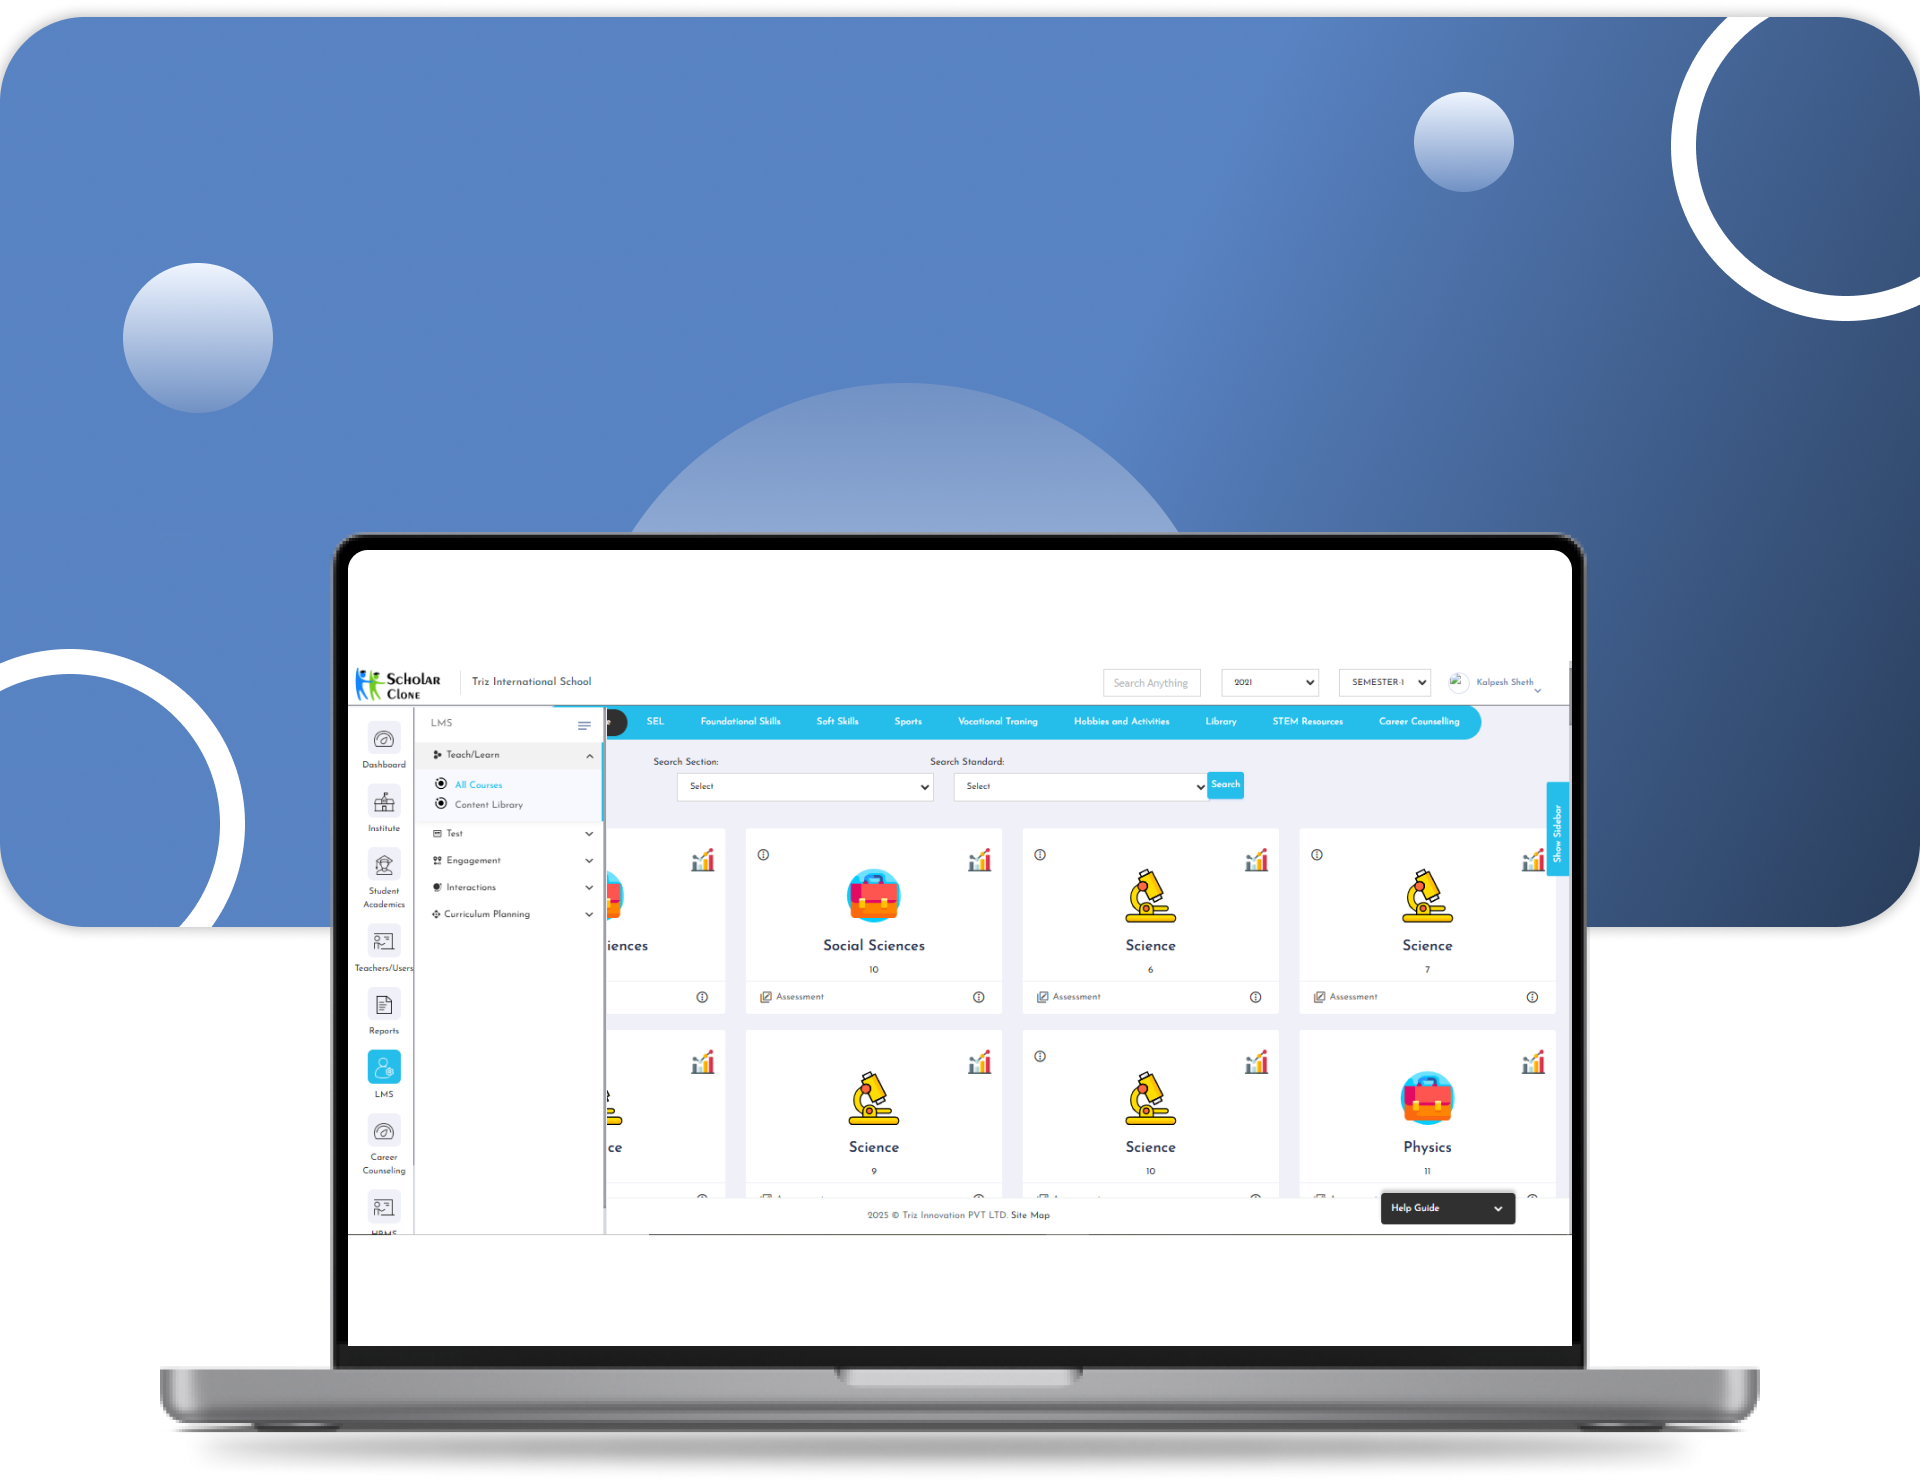 SCHOLAR
CLONE
Triz International School
Search Anything
2021
SEMESTER-1
Kalpesh Sheth
LMS
e
SEL
Foundational Skills
Soft Skills
Sports
Vocational Traning
Hobbies and Activities
Library
STEM Resources
Career Counselling
Dashboard
Institute
Student
Academics
Teachers/Users
Reports
LMS
Career
Counseling
HRMS
Teach/Learn
All Courses
Content Library
Test
Engagement
Interactions
Curriculum Planning
Search Section:
Select
Search Standard:
Select
Search
Show Sidebar
iences
Social Sciences
10
Assessment
Science
6
Assessment
Science
7
Assessment
ce
Science
9
Science
10
Physics
11
2025 © Triz Innovation PVT LTD. Site Map
Help Guide